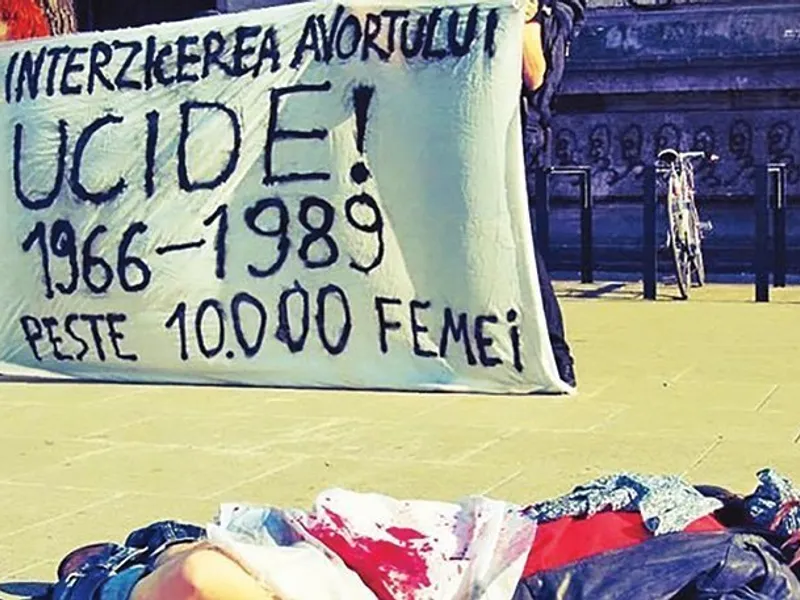 INTERZICEREA AVORTULUI
UCIDE!
1966-1989
PESTE 10.000 FEMEi